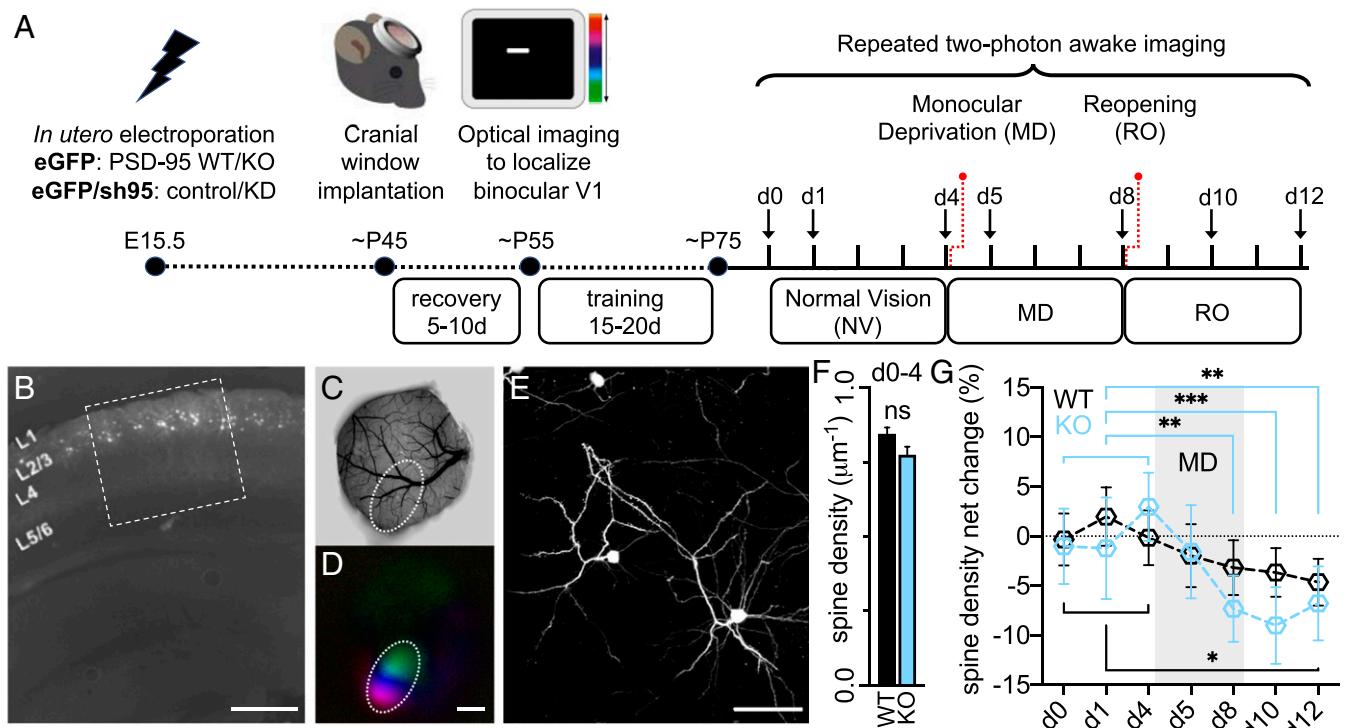 A
In utero electroporation
eGFP: PSD-95 WT/KO
eGFP/sh95: control/KD
Cranial
window
implantation
Optical imaging
to localize
binocular V1
Repeated two-photon awake imaging
Monocular
Deprivation (MD)
Reopening
(RO)
d0
d1
d4
d5
d8
d10
d12
E15.5
~P45
~P55
~P75
recovery
5-10d
training
15-20d
Normal Vision
(NV)
MD
RO
B
L1
L2/3
L4
L5/6
C
D
E
F
d0-4
1.0
ns
spine density (μm⁻¹)
0.0
WT
KO
G
spine density net change (%)
15
10
5
0
-5
-10
-15
WT
KO
**
***
**
MD
*
d0
d1
d4
d5
d8
d10
d12